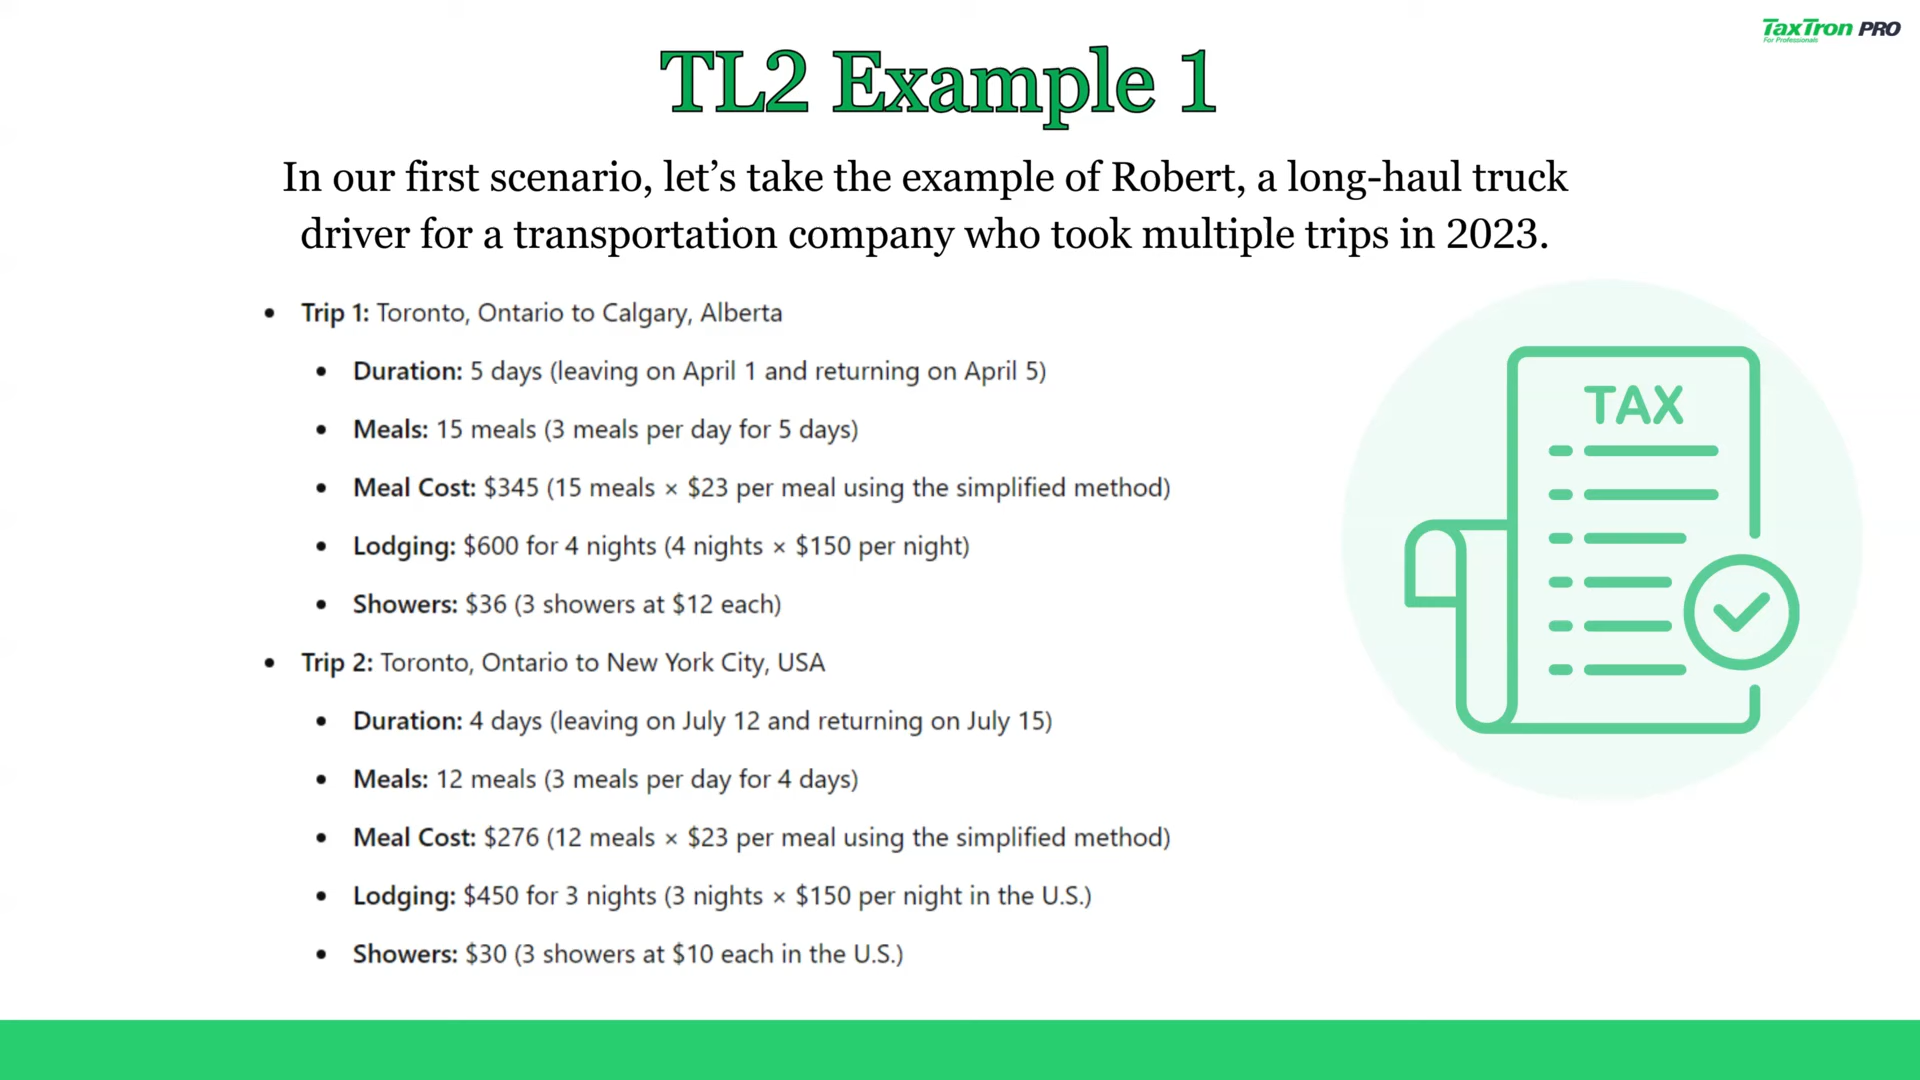 TaxTron PRO
For Professionals
TL2 Example 1
In our first scenario, let’s take the example of Robert, a long-haul truck
driver for a transportation company who took multiple trips in 2023.
• Trip 1: Toronto, Ontario to Calgary, Alberta
• Duration: 5 days (leaving on April 1 and returning on April 5)
• Meals: 15 meals (3 meals per day for 5 days)
• Meal Cost: $345 (15 meals × $23 per meal using the simplified method)
• Lodging: $600 for 4 nights (4 nights × $150 per night)
• Showers: $36 (3 showers at $12 each)
• Trip 2: Toronto, Ontario to New York City, USA
• Duration: 4 days (leaving on July 12 and returning on July 15)
• Meals: 12 meals (3 meals per day for 4 days)
• Meal Cost: $276 (12 meals × $23 per meal using the simplified method)
• Lodging: $450 for 3 nights (3 nights × $150 per night in the U.S.)
• Showers: $30 (3 showers at $10 each in the U.S.)
TAX